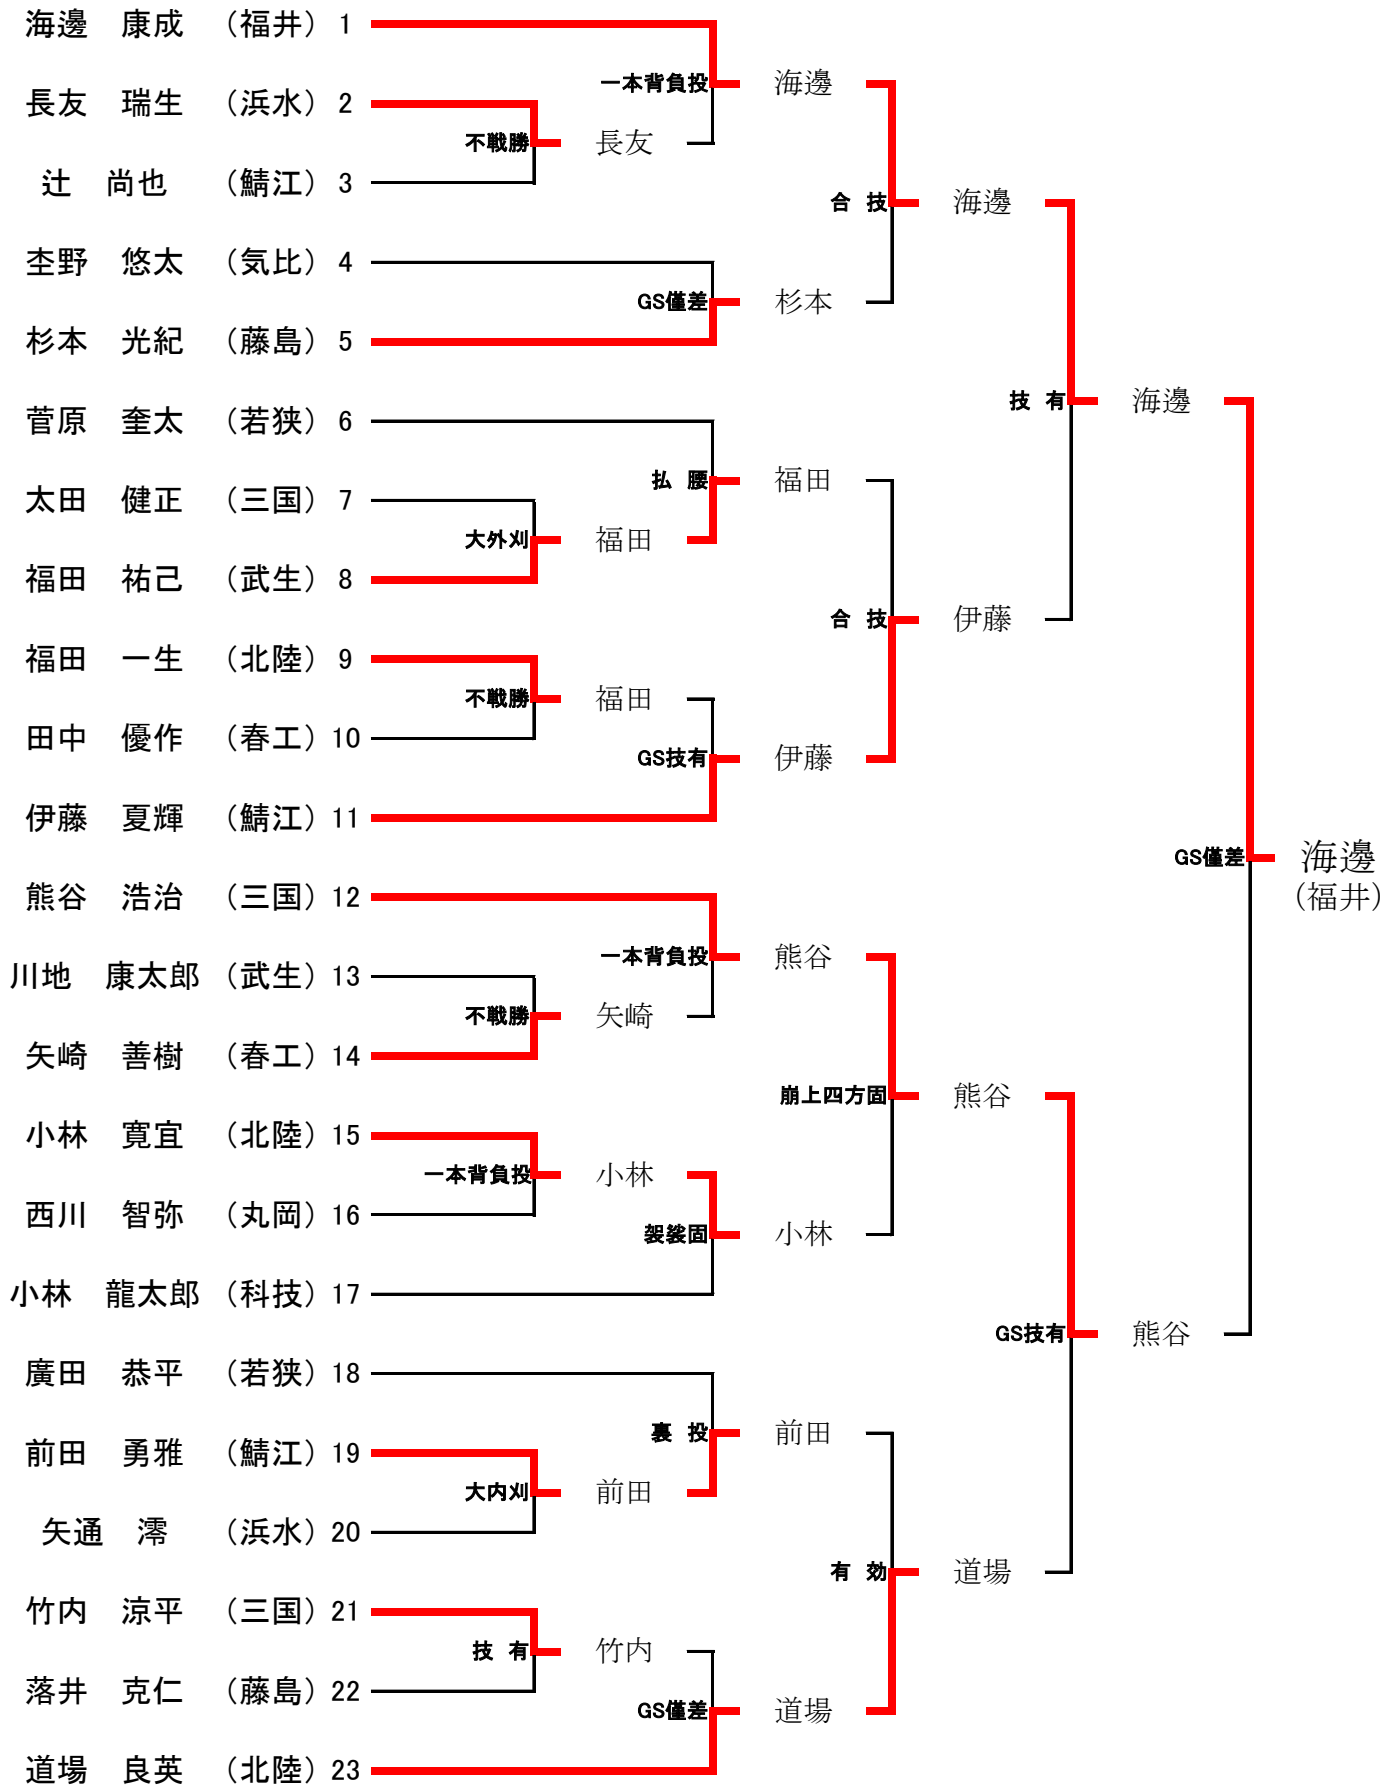 海邊　康成　（福井） 1
一本背負投　海邊
長友　瑞生　（浜水） 2
不戦勝　長友
辻　尚也　（鯖江） 3
合 技　海邊
杢野　悠太　（気比） 4
GS僅差　杉本
杉本　光紀　（藤島） 5
技 有　海邊
菅原　奎太　（若狭） 6
払 腰　福田
太田　健正　（三国） 7
大外刈　福田
福田　祐己　（武生） 8
合 技　伊藤
福田　一生　（北陸） 9
不戦勝　福田
田中　優作　（春工） 10
GS技有　伊藤
伊藤　夏輝　（鯖江） 11
GS僅差　海邊
（福井）
熊谷　浩治　（三国） 12
一本背負投　熊谷
川地　康太郎　（武生） 13
不戦勝　矢崎
矢崎　善樹　（春工） 14
崩上四方固　熊谷
小林　寛宜　（北陸） 15
一本背負投　小林
西川　智弥　（丸岡） 16
袈裟固　小林
小林　龍太郎　（科技） 17
GS技有　熊谷
廣田　恭平　（若狭） 18
裏 投　前田
前田　勇雅　（鯖江） 19
大内刈　前田
矢通　澪　（浜水） 20
有 効　道場
竹内　涼平　（三国） 21
技 有　竹内
落井　克仁　（藤島） 22
GS僅差　道場
道場　良英　（北陸） 23